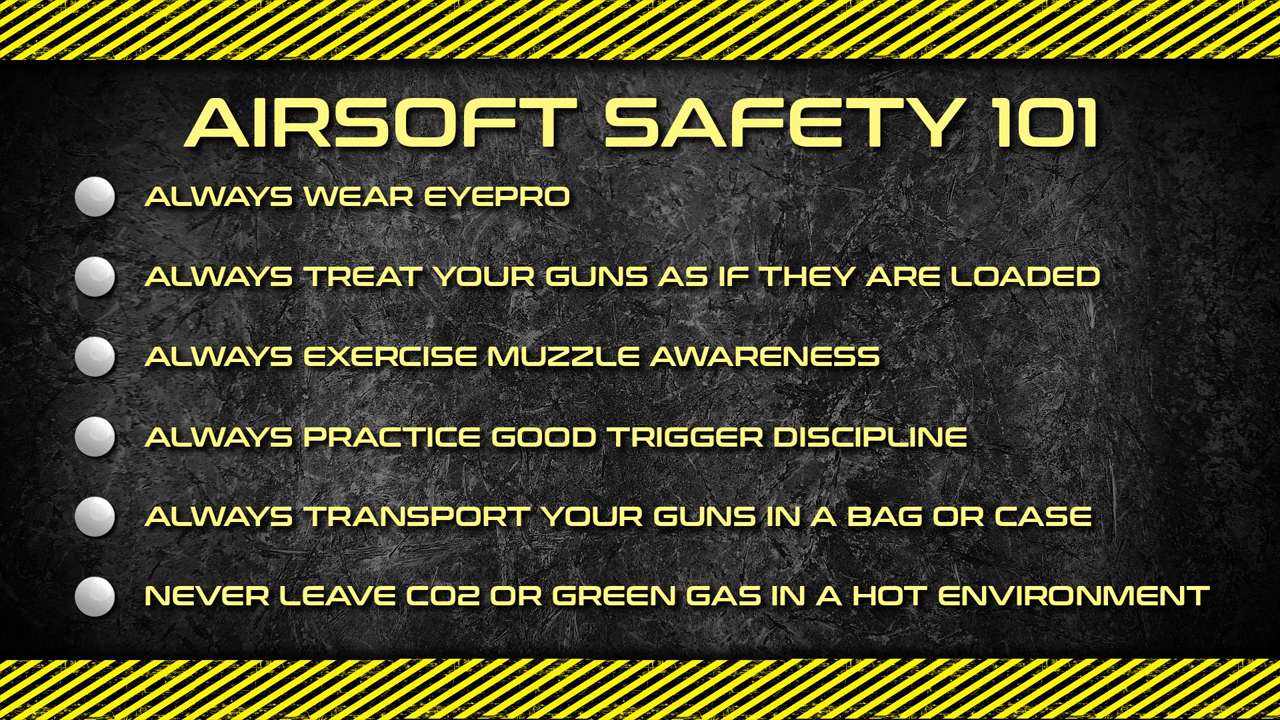 AIRSOFT SAFETY 101
ALWAYS WEAR EYEPRO
ALWAYS TREAT YOUR GUNS AS IF THEY ARE LOADED
ALWAYS EXERCISE MUZZLE AWARENESS
ALWAYS PRACTICE GOOD TRIGGER DISCIPLINE
ALWAYS TRANSPORT YOUR GUNS IN A BAG OR CASE
NEVER LEAVE CO2 OR GREEN GAS IN A HOT ENVIRONMENT